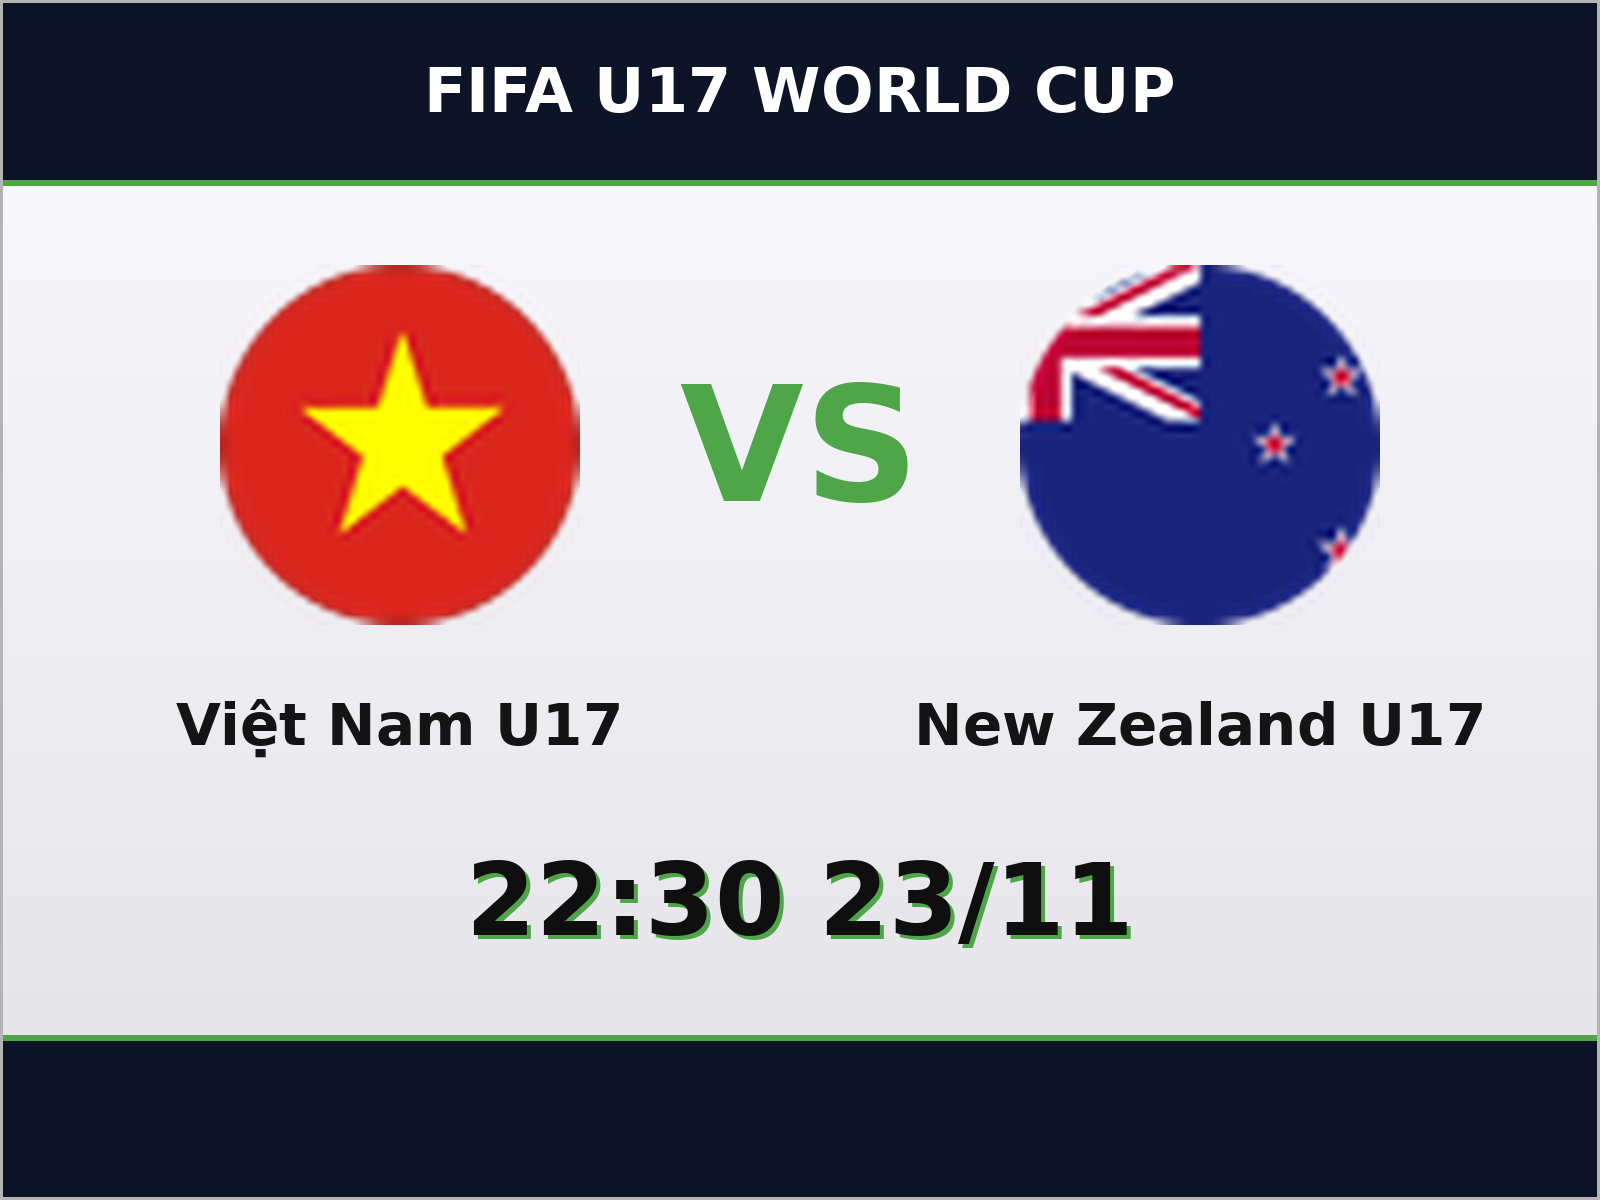 FIFA U17 WORLD CUP
VS
Việt Nam U17
New Zealand U17
22:30 23/11